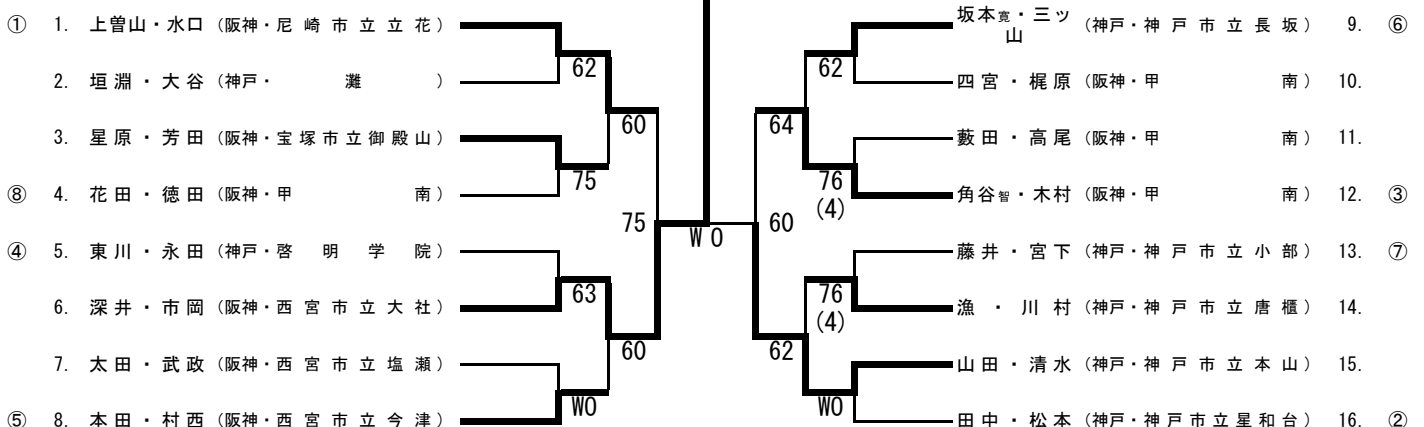 ① 1. 上曽山・水口 (阪神・尼崎市立立花)
2. 垣淵・大谷 (神戸・灘)
3. 星原・芳田 (阪神・宝塚市立御殿山)
⑧ 4. 花田・徳田 (阪神・甲南)
④ 5. 東川・永田 (神戸・啓明学院)
6. 深井・市岡 (阪神・西宮市立大社)
7. 太田・武政 (阪神・西宮市立塩瀬)
⑤ 8. 本田・村西 (阪神・西宮市立今津)
62
75
63
WO
60
60
75
WO
60
64
62
62
76
(4)
76
(4)
WO
坂本寛・三ッ
山
(神戸・神戸市立長坂) 9. ⑥
四宮・梶原 (阪神・甲南) 10.
藪田・高尾 (阪神・甲南) 11.
角谷智・木村 (阪神・甲南) 12. ③
藤井・宮下 (神戸・神戸市立小部) 13. ⑦
漁・川村 (神戸・神戸市立唐櫃) 14.
山田・清水 (神戸・神戸市立本山) 15.
田中・松本 (神戸・神戸市立星和台) 16. ②